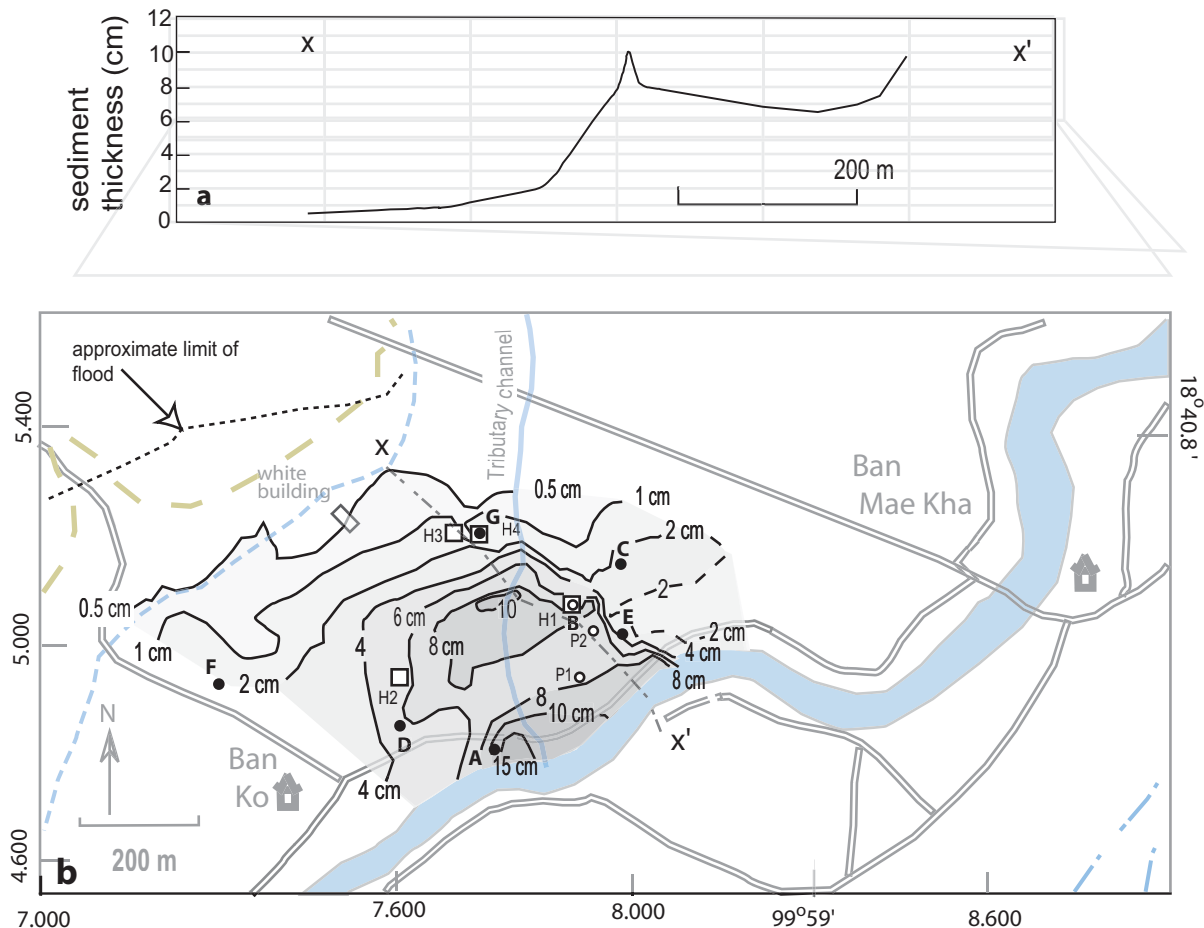 12
10
8
6
4
2
0
sediment
thickness (cm)
X
X'
200 m
a
approximate limit of
flood
Tributary channel
18° 40.8 '
5.400
5.000
4.600
X
white
building
0.5 cm
1 cm
2 cm
G
H3
H4
C
2
0.5 cm
1 cm
F
2 cm
4
6 cm
8 cm
10
H1
B
P2
E
2 cm
4 cm
8 cm
P1
H2
D
8
10 cm
A
15 cm
4 cm
X'
Ban
Mae Kha
Ban
Ko
N
200 m
b
7.000
7.600
8.000
99°59'
8.600